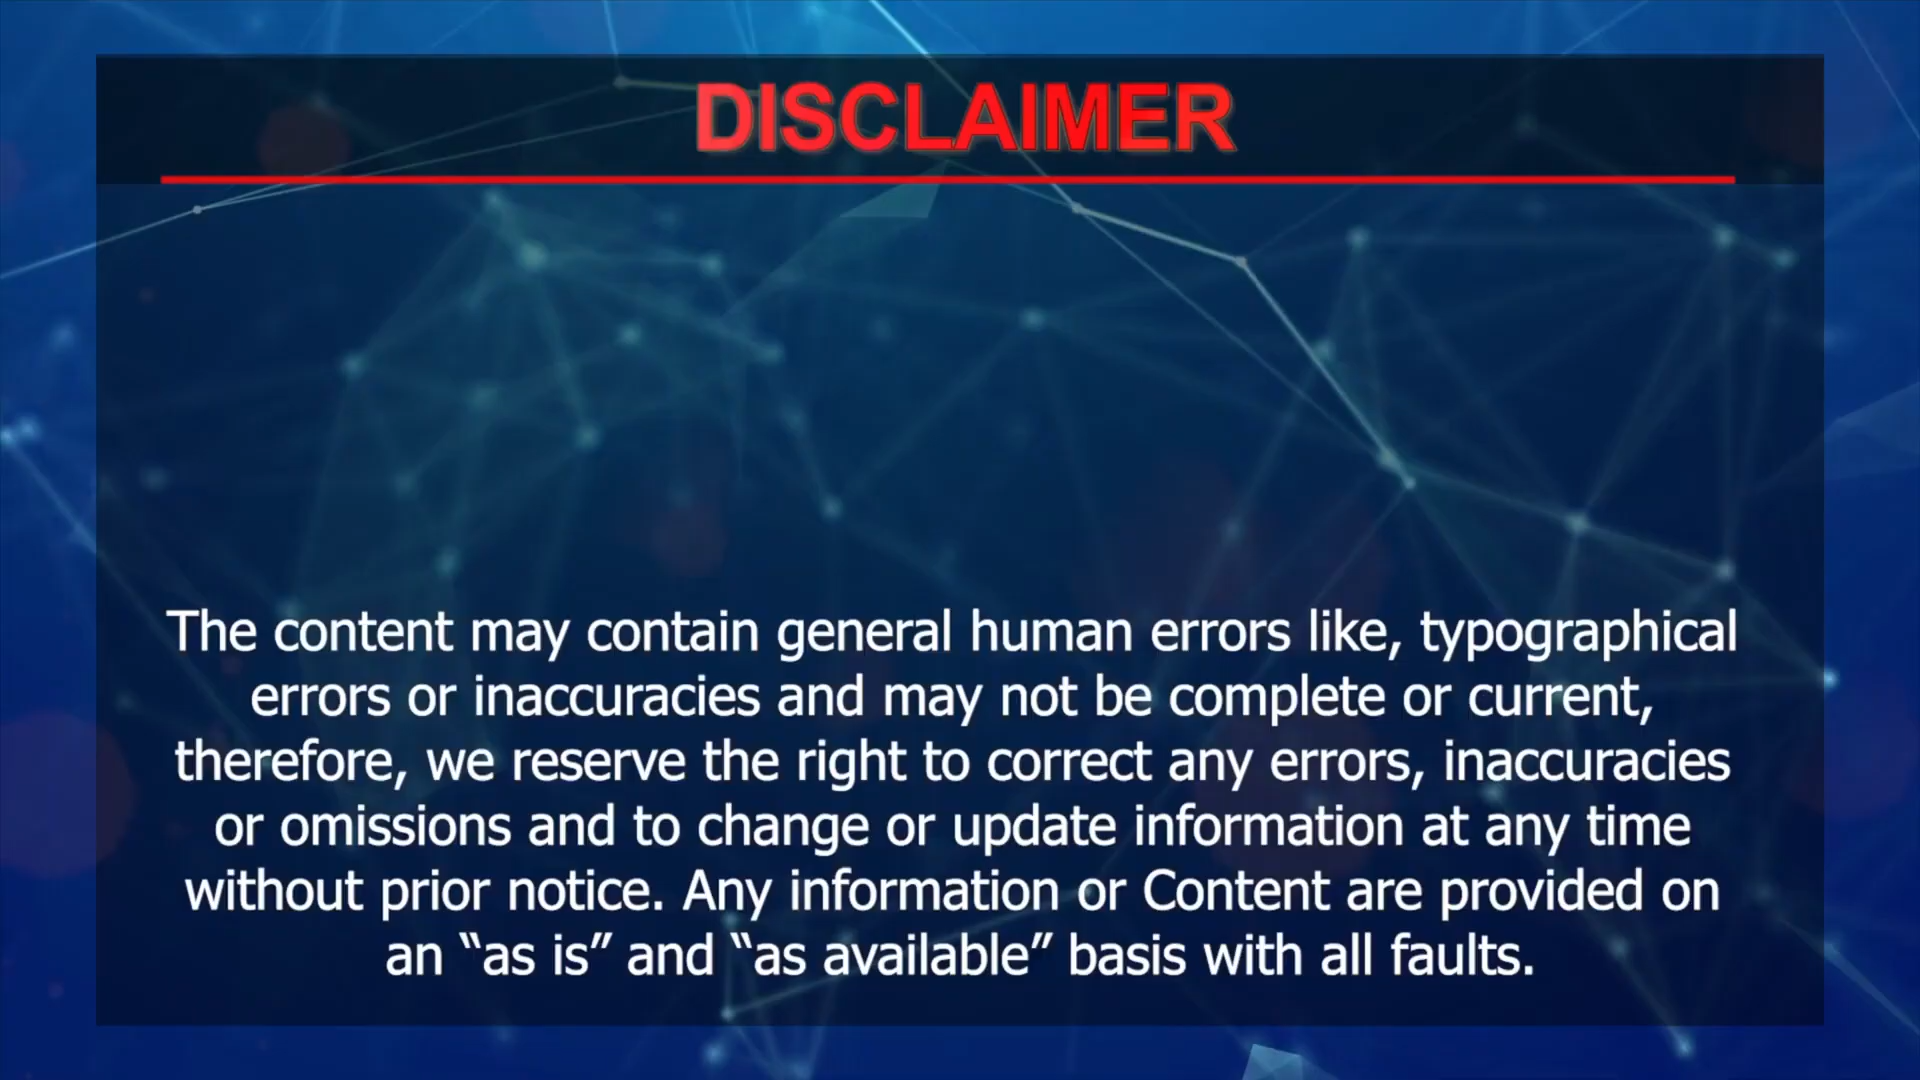 DISCLAIMER
The content may contain general human errors like, typographical
errors or inaccuracies and may not be complete or current,
therefore, we reserve the right to correct any errors, inaccuracies
or omissions and to change or update information at any time
without prior notice. Any information or Content are provided on
an “as is” and “as available” basis with all faults.